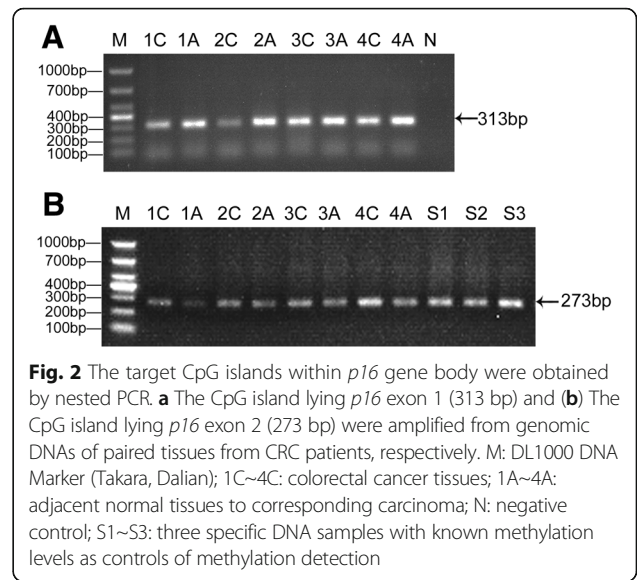 A
M 1C 1A 2C 2A 3C 3A 4C 4A N
1000bp
700bp
400bp
300bp
200bp
100bp
313bp
B
M 1C 1A 2C 2A 3C 3A 4C 4A S1 S2 S3
1000bp
700bp
400bp
300bp
200bp
100bp
273bp
Fig. 2 The target CpG islands within p16 gene body were obtained
by nested PCR. a The CpG island lying p16 exon 1 (313 bp) and (b) The
CpG island lying p16 exon 2 (273 bp) were amplified from genomic
DNAs of paired tissues from CRC patients, respectively. M: DL1000 DNA
Marker (Takara, Dalian); 1C~4C: colorectal cancer tissues; 1A~4A:
adjacent normal tissues to corresponding carcinoma; N: negative
control; S1~S3: three specific DNA samples with known methylation
levels as controls of methylation detection